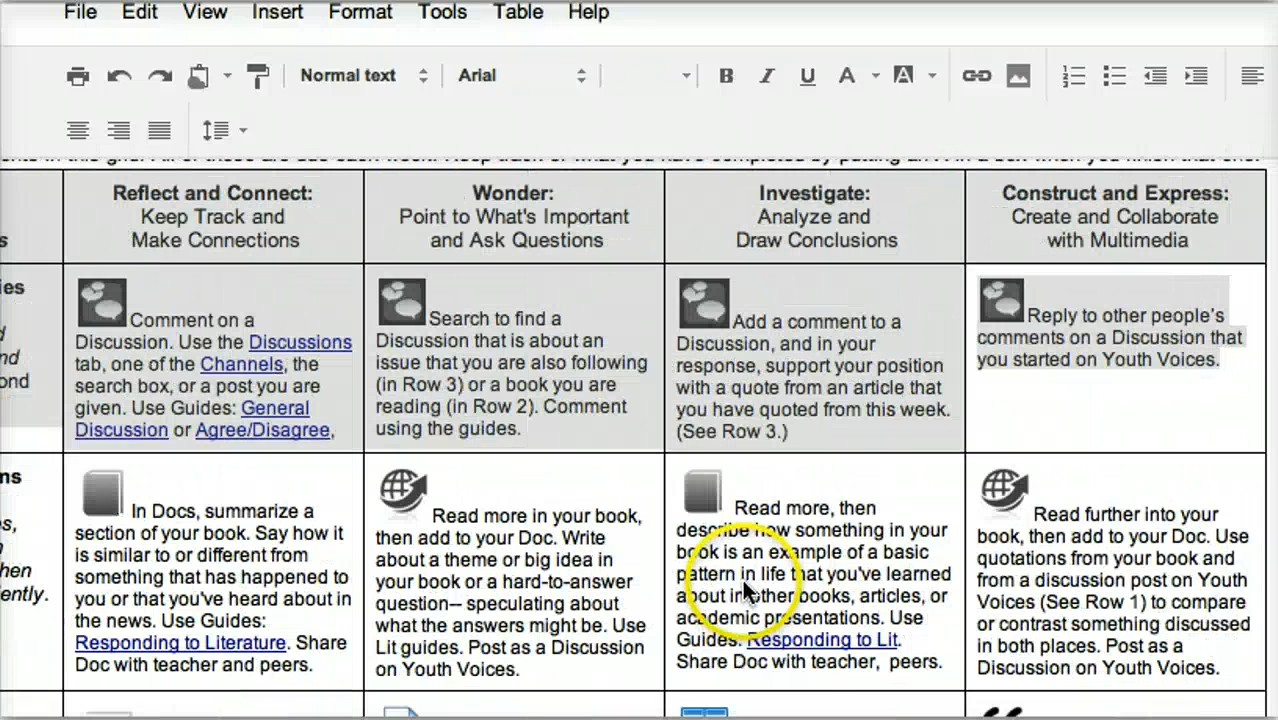 File Edit View Insert Format Tools Table Help
Normal text Arial
Reflect and Connect:
Keep Track and
Make Connections
Wonder:
Point to What's Important
and Ask Questions
Investigate:
Analyze and
Draw Conclusions
Construct and Express:
Create and Collaborate
with Multimedia
Comment on a
Discussion. Use the Discussions
tab, one of the Channels, the
search box, or a post you are
given. Use Guides: General
Discussion or Agree/Disagree,
Search to find a
Discussion that is about an
issue that you are also following
(in Row 3) or a book you are
reading (in Row 2). Comment
using the guides.
Add a comment to a
Discussion, and in your
response, support your position
with a quote from an article that
you have quoted from this week.
(See Row 3.)
Reply to other people's
comments on a Discussion that
you started on Youth Voices.
In Docs, summarize a
section of your book. Say how it
is similar to or different from
something that has happened to
you or that you've heard about in
the news. Use Guides:
Responding to Literature. Share
Doc with teacher and peers.
Read more in your book,
then add to your Doc. Write
about a theme or big idea in
your book or a hard-to-answer
question-- speculating about
what the answers might be. Use
Lit guides. Post as a Discussion
on Youth Voices.
Read more, then
describe how something in your
book is an example of a basic
pattern in life that you've learned
about in other books, articles, or
academic presentations. Use
Guides: Responding to Lit.
Share Doc with teacher, peers.
Read further into your
book, then add to your Doc. Use
quotations from your book and
from a discussion post on Youth
Voices (See Row 1) to compare
or contrast something discussed
in both places. Post as a
Discussion on Youth Voices.